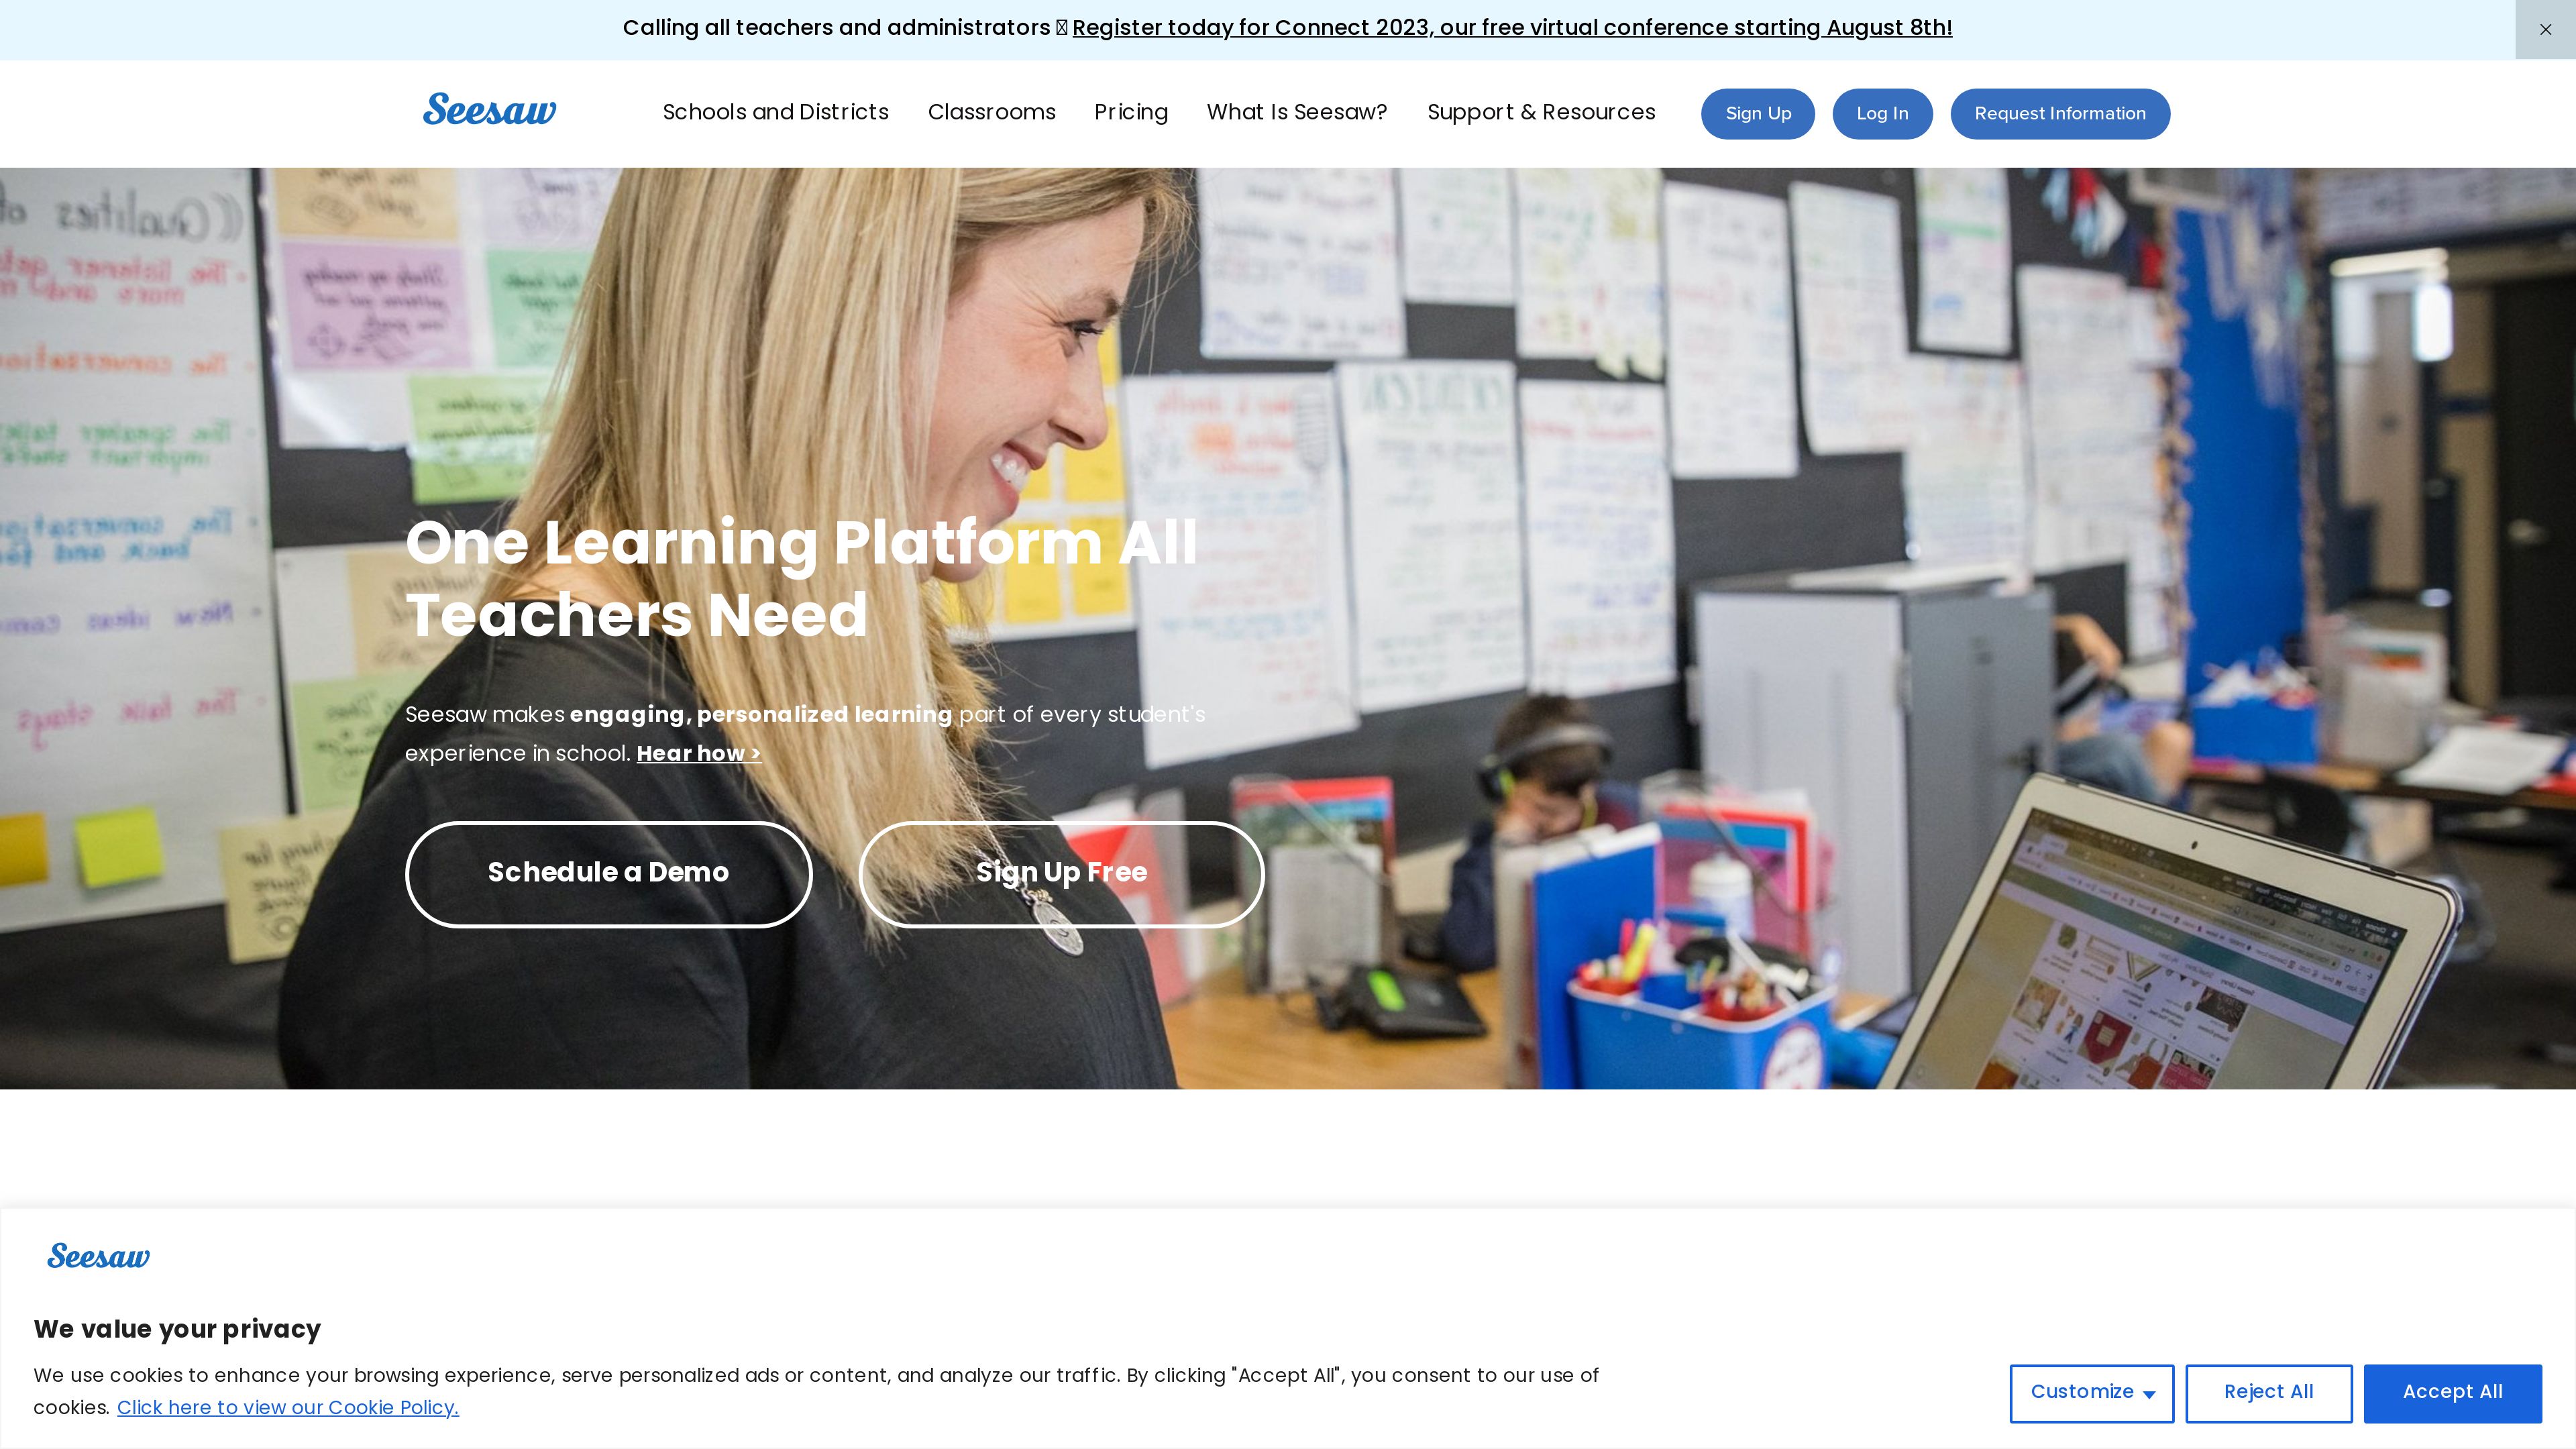 Calling all teachers and administrators Register today for Connect 2023, our free virtual conference starting August 8th!
Seesaw
Schools and Districts
Classrooms
Pricing
What Is Seesaw?
Support & Resources
Sign Up
Log In
Request Information
One Learning Platform All
Teachers Need
Seesaw makes engaging, personalized learning part of every student's
experience in school. Hear how >
Schedule a Demo
Sign Up Free
Seesaw
We value your privacy
We use cookies to enhance your browsing experience, serve personalized ads or content, and analyze our traffic. By clicking "Accept All", you consent to our use of
cookies. Click here to view our Cookie Policy.
Customize
Reject All
Accept All